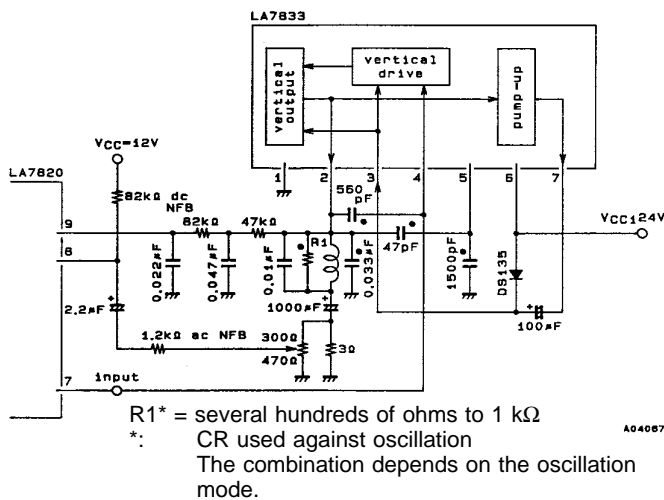 LA7833
vertical output
vertical drive
pump-up
VCC=12V
LA7820
1 2 3 4 5 6 7
560 pF
82kΩ dc NFB
9
82kΩ
47kΩ
R1
*
*
*
47pF
*
VCC124V
8
0.022µF
0.047µF
0.01µF
0.033µF
1500pF
DS135
2.2µF
+
1000µF
+
+
100µF
1.2kΩ ac NFB
300Ω
470Ω
3Ω
7
input
R1* = several hundreds of ohms to 1 kΩ
*: CR used against oscillation
The combination depends on the oscillation
mode.
A04067